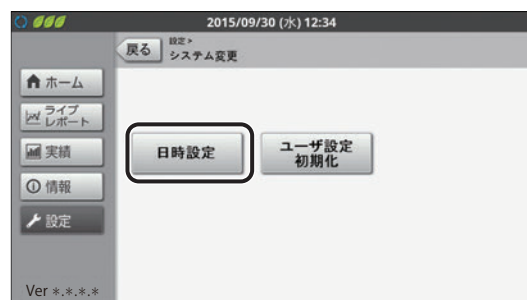 2015/09/30 (水) 12:34
戻る
設定>
システム変更
ホーム
ライブ
レポート
実績
情報
設定
日時設定
ユーザ設定
初期化
Ver *.*.*.*